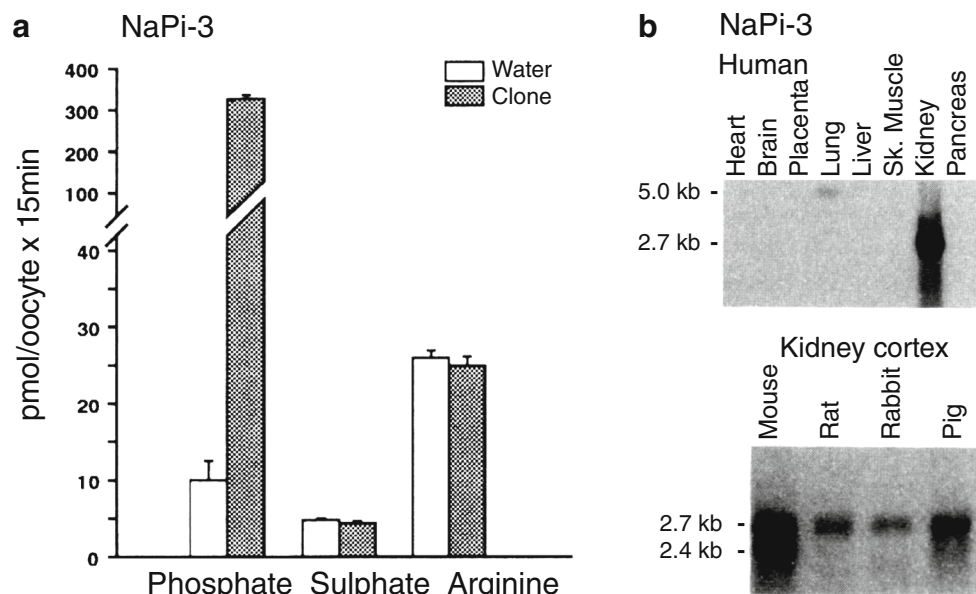 a NaPi-3
Water
Clone
400
300
200
100
40
30
20
10
0
pmol/oocyte x 15min
Phosphate Sulphate Arginine
b NaPi-3
Human
Heart
Brain
Placenta
Lung
Liver
Sk. Muscle
Kidney
Pancreas
5.0 kb -
2.7 kb -
Kidney cortex
Mouse
Rat
Rabbit
Pig
2.7 kb -
2.4 kb -